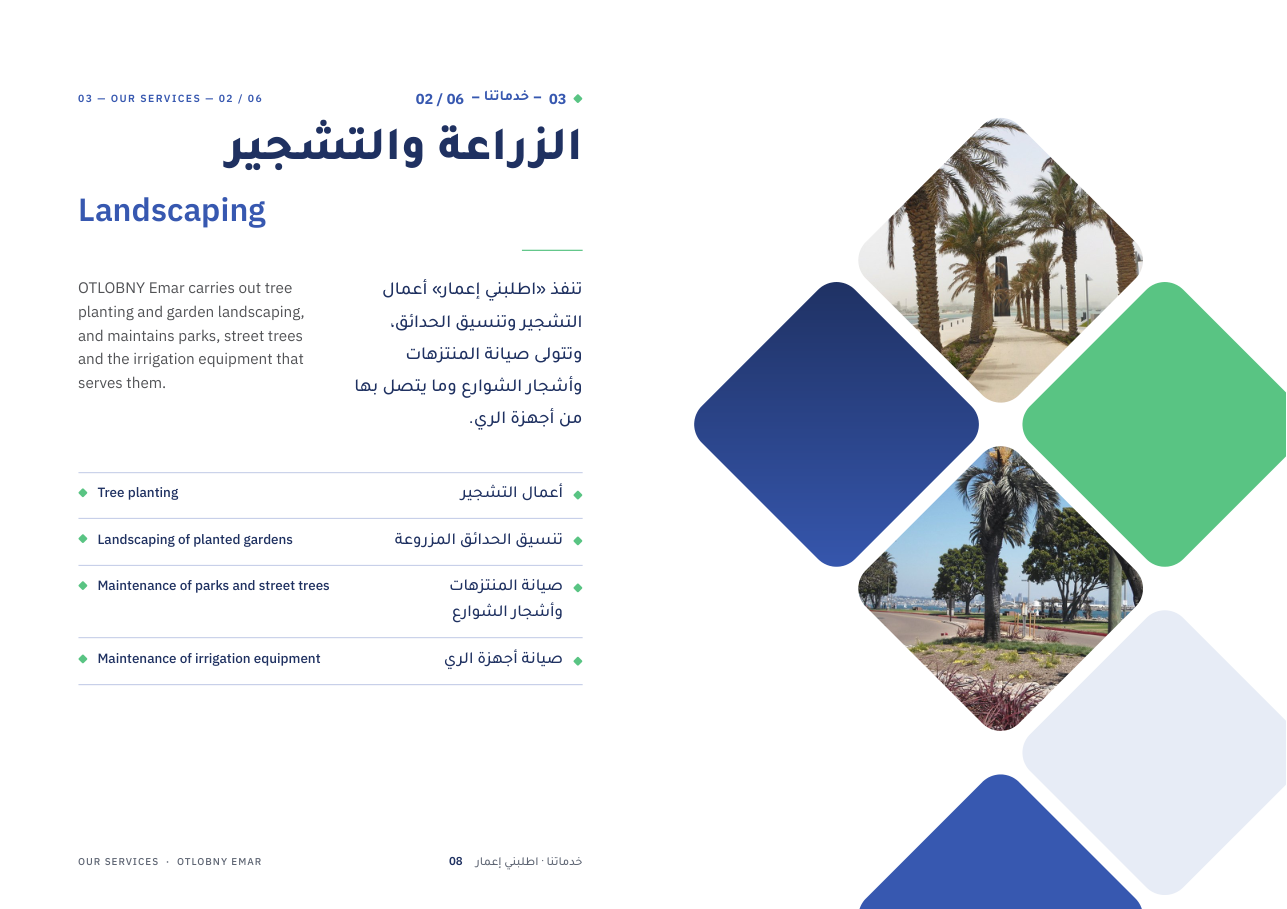 03 — OUR SERVICES — 02 / 06
03 – خدماتنا – 02 / 06
الزراعة والتشجير
Landscaping
OTLOBNY Emar carries out tree
planting and garden landscaping,
and maintains parks, street trees
and the irrigation equipment that
serves them.
تنفذ «اطلبني إعمار» أعمال
التشجير وتنسيق الحدائق،
وتتولى صيانة المنتزهات
وأشجار الشوارع وما يتصل بها
من أجهزة الري.
Tree planting
أعمال التشجير
Landscaping of planted gardens
تنسيق الحدائق المزروعة
Maintenance of parks and street trees
صيانة المنتزهات
وأشجار الشوارع
Maintenance of irrigation equipment
صيانة أجهزة الري
OUR SERVICES · OTLOBNY EMAR
خدماتنا · اطلبني إعمار 08